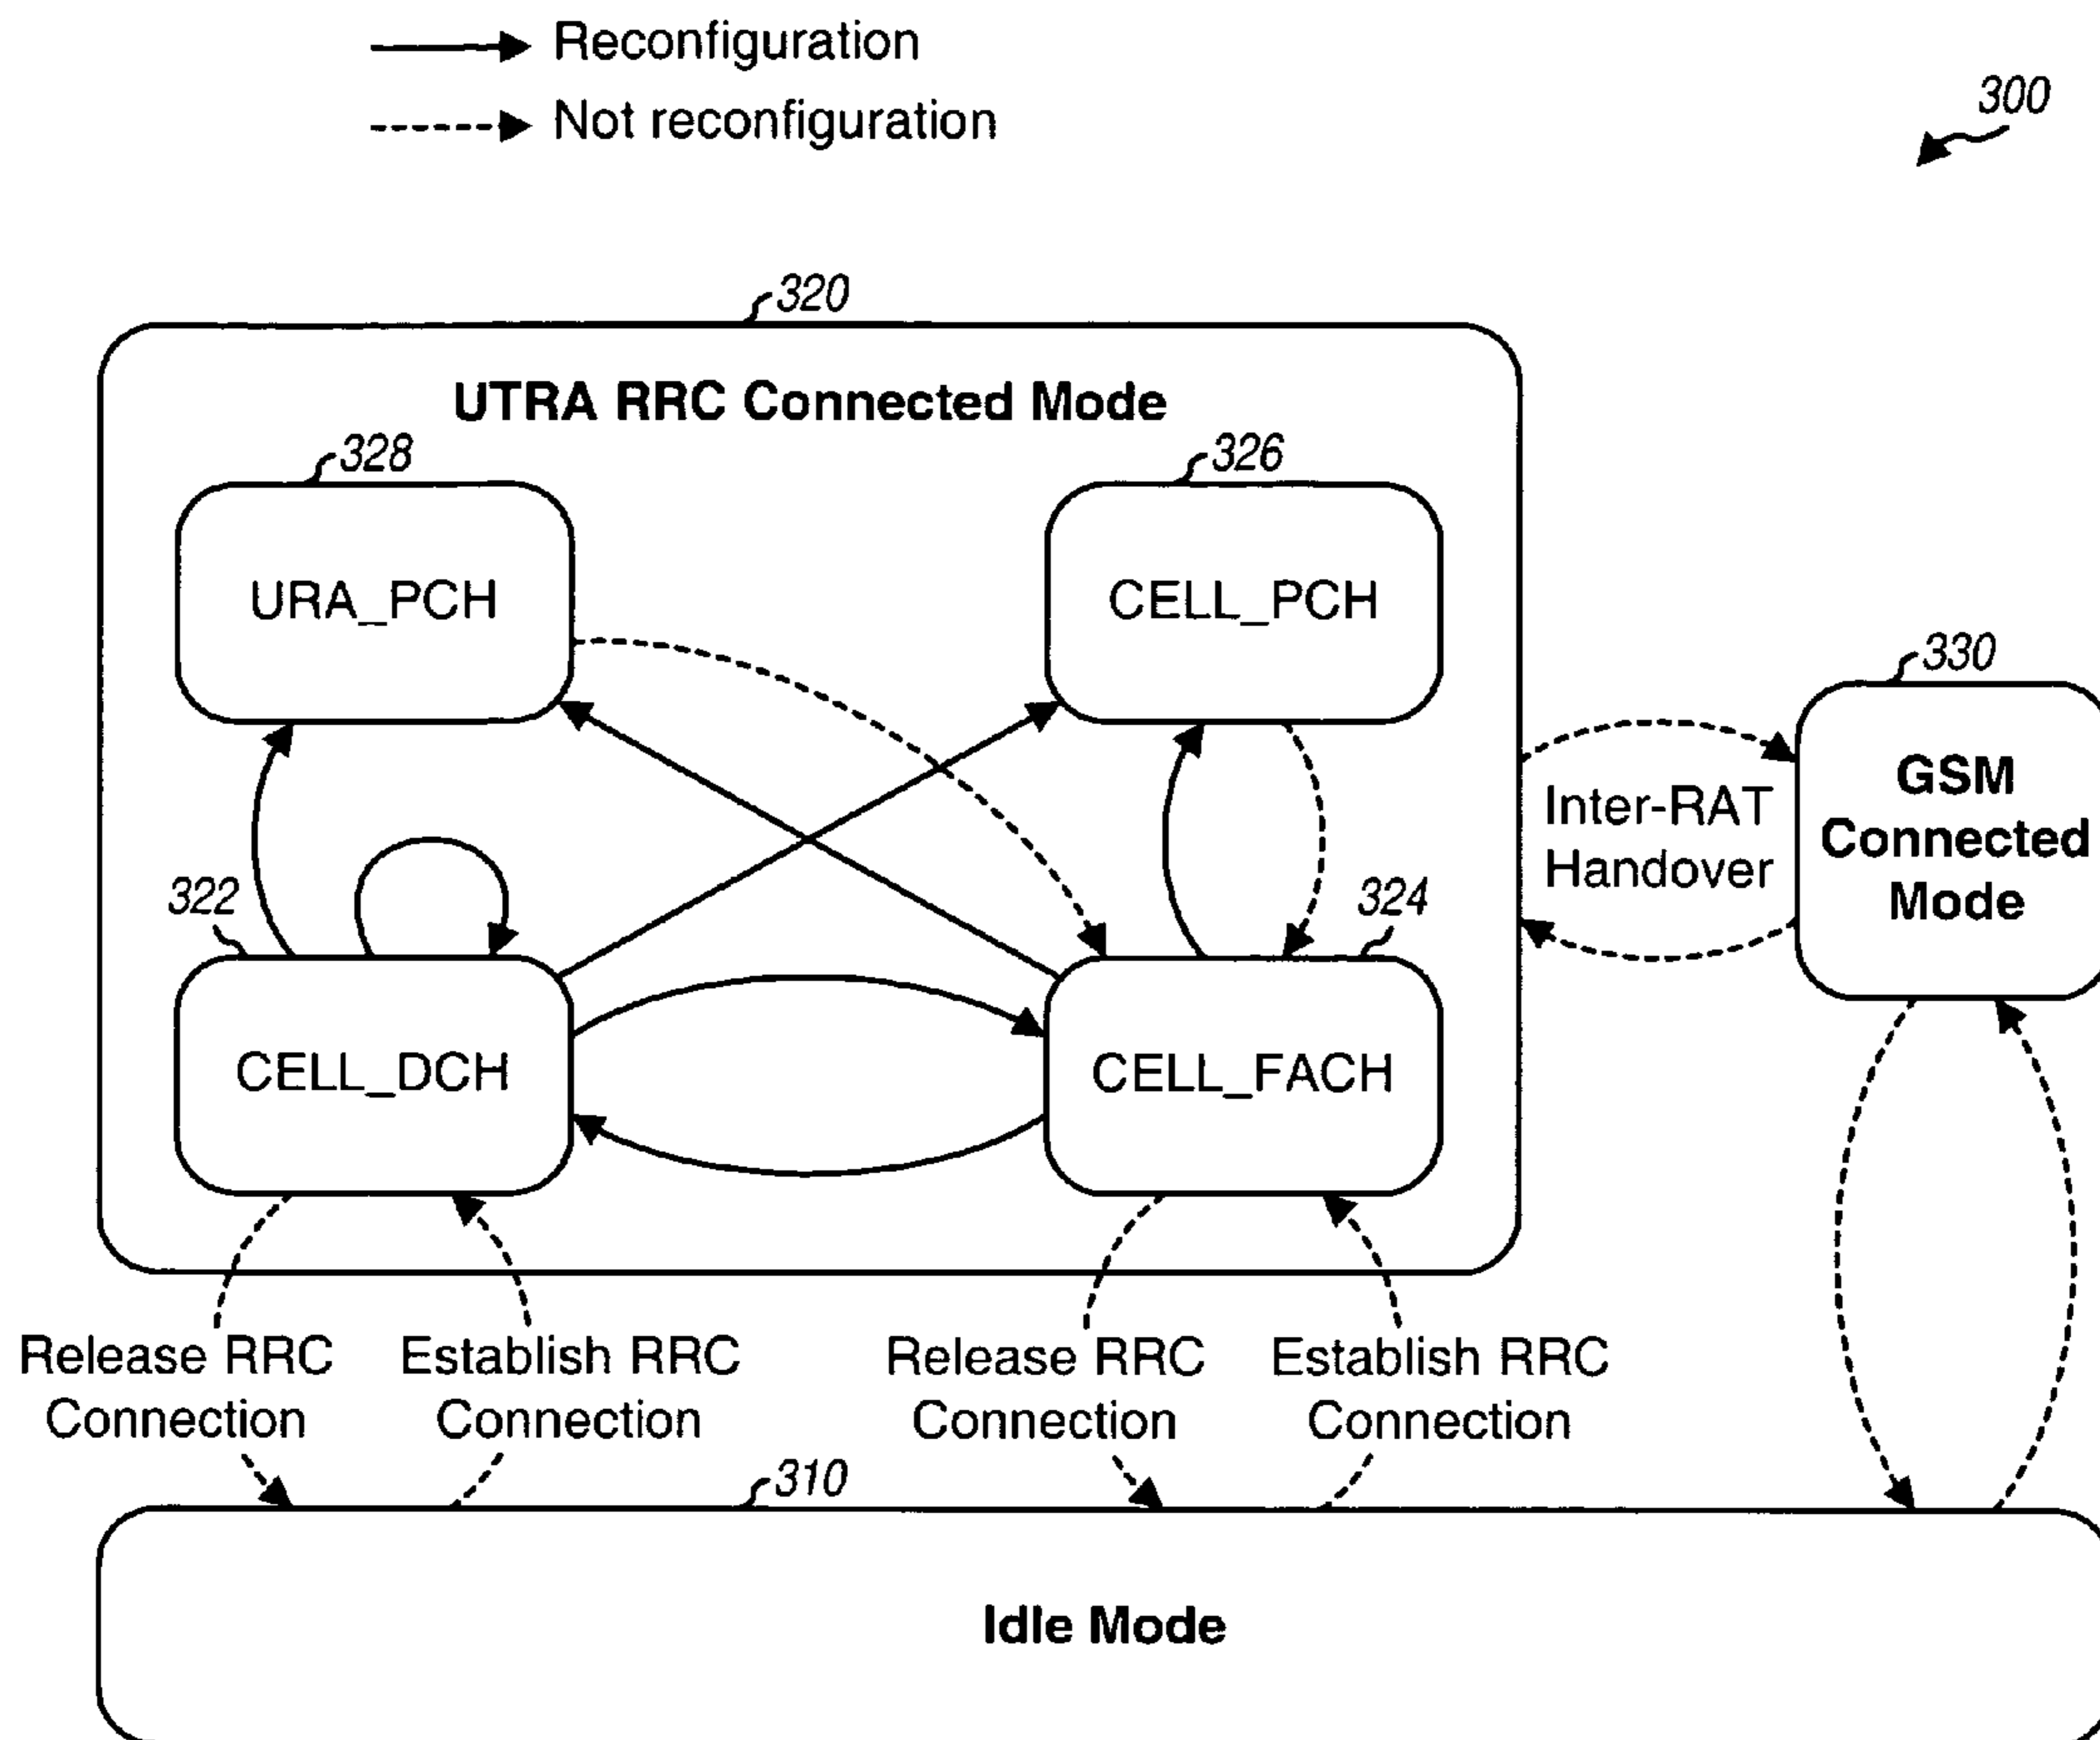 Reconfiguration
Not reconfiguration
300
320
UTRA RRC Connected Mode
328
326
URA_PCH
CELL_PCH
330
GSM
Connected
Mode
Inter-RAT
Handover
322
324
CELL_DCH
CELL_FACH
Release RRC
Connection
Establish RRC
Connection
Release RRC
Connection
Establish RRC
Connection
310
Idle Mode